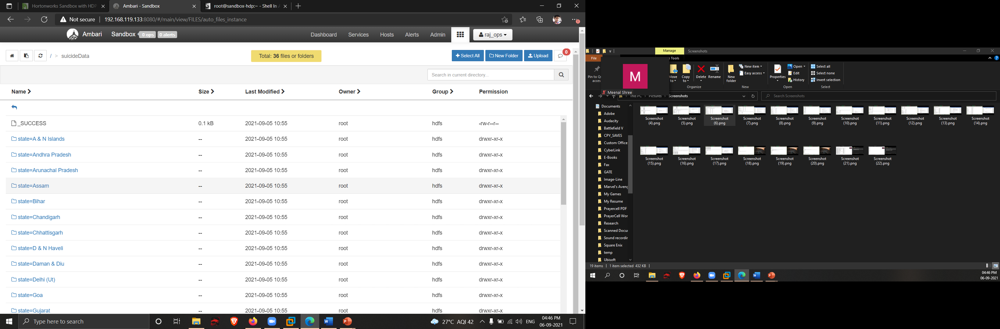 Hortonworks Sandbox with HDP
Ambari - Sandbox
root@sandbox-hdp:~ - Shell In A
Not secure
192.168.119.133:8080/#/main/view/FILES/auto_files_instance
Ambari
Sandbox
0 ops
0 alerts
Dashboard
Services
Hosts
Alerts
Admin
raj_ops
/ > suicideData
Total: 36 files or folders
Select All
New Folder
Upload
0
Search in current directory...
Name Size Last Modified Owner Group Permission
_SUCCESS 0.1 kB 2021-09-05 10:55 root hdfs -rw-r--r--
state=A & N Islands -- 2021-09-05 10:55 root hdfs drwxr-xr-x
state=Andhra Pradesh -- 2021-09-05 10:55 root hdfs drwxr-xr-x
state=Arunachal Pradesh -- 2021-09-05 10:55 root hdfs drwxr-xr-x
state=Assam -- 2021-09-05 10:55 root hdfs drwxr-xr-x
state=Bihar -- 2021-09-05 10:55 root hdfs drwxr-xr-x
state=Chandigarh -- 2021-09-05 10:55 root hdfs drwxr-xr-x
state=Chhattisgarh -- 2021-09-05 10:55 root hdfs drwxr-xr-x
state=D & N Haveli -- 2021-09-05 10:55 root hdfs drwxr-xr-x
state=Daman & Diu -- 2021-09-05 10:55 root hdfs drwxr-xr-x
state=Delhi (Ut) -- 2021-09-05 10:55 root hdfs drwxr-xr-x
state=Goa -- 2021-09-05 10:55 root hdfs drwxr-xr-x
state=Gujarat -- 2021-09-05 10:55 root hdfs drwxr-xr-x
Type here to search
27°C AQI 42
ENG
04:46 PM
06-09-2021
Manage
Screenshots
File
Tools
M
Meenal Shree
Pin to Qu
acces
Move
to
Copy
to
Delete
Rename
Organize
New
folder
New item
Easy access
New
Properties
Open
Edit
History
Open
Select all
Select none
Invert selection
Select
This PC > Pictures > Screenshots
Search Screenshots
Documents
Adobe
Audacity
Battlefield V
CPY_SAVES
Custom Office
CyberLink
E-Books
Fax
GATE
Image-Line
Marvel's Aveng
My Games
My Resume
Prayercell PDF
PrayerCell Wor
Research
Scanned Docu
Sound recordin
Square Enix
temp
Ubisoft
Screenshot (4).png
Screenshot (5).png
Screenshot (6).png
Screenshot (7).png
Screenshot (8).png
Screenshot (9).png
Screenshot (10).png
Screenshot (11).png
Screenshot (12).png
Screenshot (13).png
Screenshot (14).png
Screenshot (15).png
Screenshot (16).png
Screenshot (17).png
Screenshot (18).png
Screenshot (19).png
Screenshot (20).png
Screenshot (21).png
Screenshot (22).png
19 items
1 item selected 432 KB
04:46 PM
06-09-2021